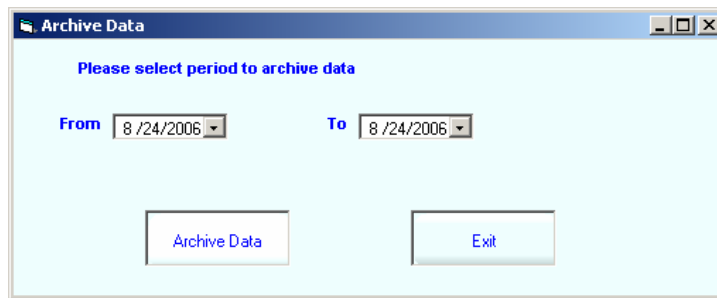 Archive Data
Please select period to archive data
From 8 /24/2006 To 8 /24/2006
Archive Data Exit